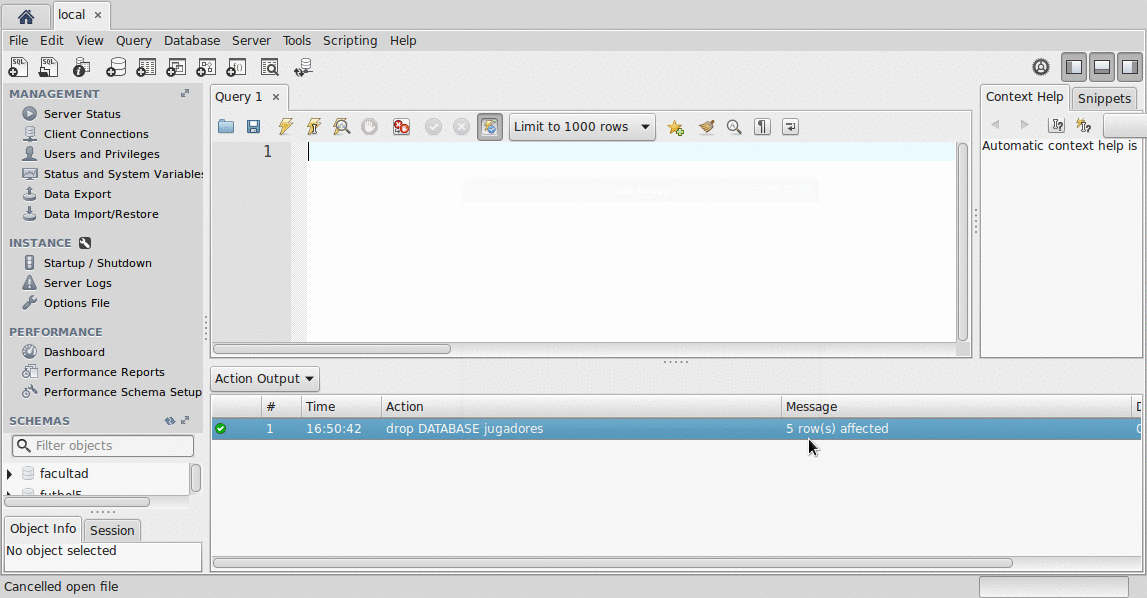 local ×
File Edit View Query Database Server Tools Scripting Help
MANAGEMENT
Server Status
Client Connections
Users and Privileges
Status and System Variables
Data Export
Data Import/Restore
INSTANCE
Startup / Shutdown
Server Logs
Options File
PERFORMANCE
Dashboard
Performance Reports
Performance Schema Setup
SCHEMAS
Filter objects
facultad
futbol5
Object Info Session
No object selected
Query 1 ×
Limit to 1000 rows
1
Context Help Snippets
Automatic context help is
Action Output
# Time Action Message
1 16:50:42 drop DATABASE jugadores 5 row(s) affected
Cancelled open file